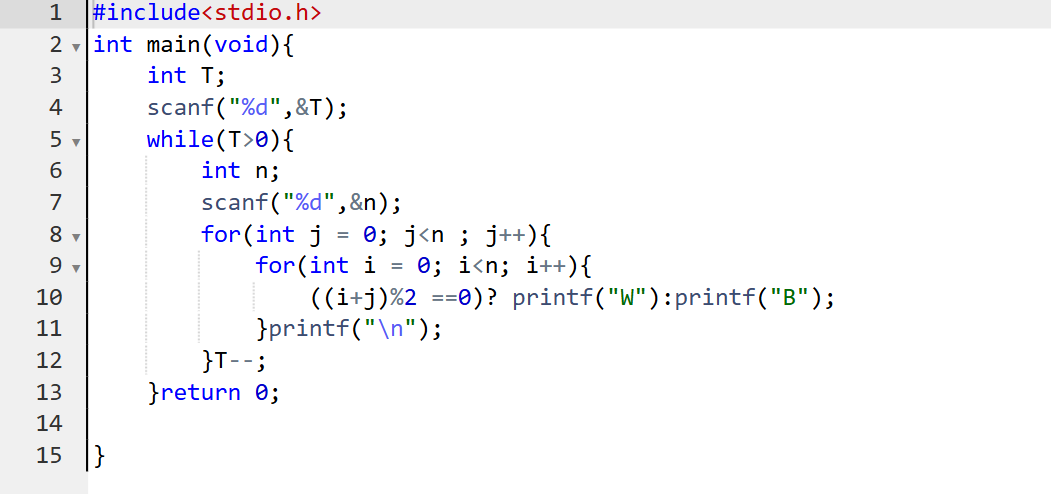 1 #include<stdio.h>
2 int main(void){
3     int T;
4     scanf("%d",&T);
5     while(T>0){
6         int n;
7         scanf("%d",&n);
8         for(int j = 0; j<n ; j++){
9             for(int i = 0; i<n; i++){
10                 ((i+j)%2 ==0)? printf("W"):printf("B");
11             }printf("\n");
12         }T--;
13     }return 0;
14
15 }